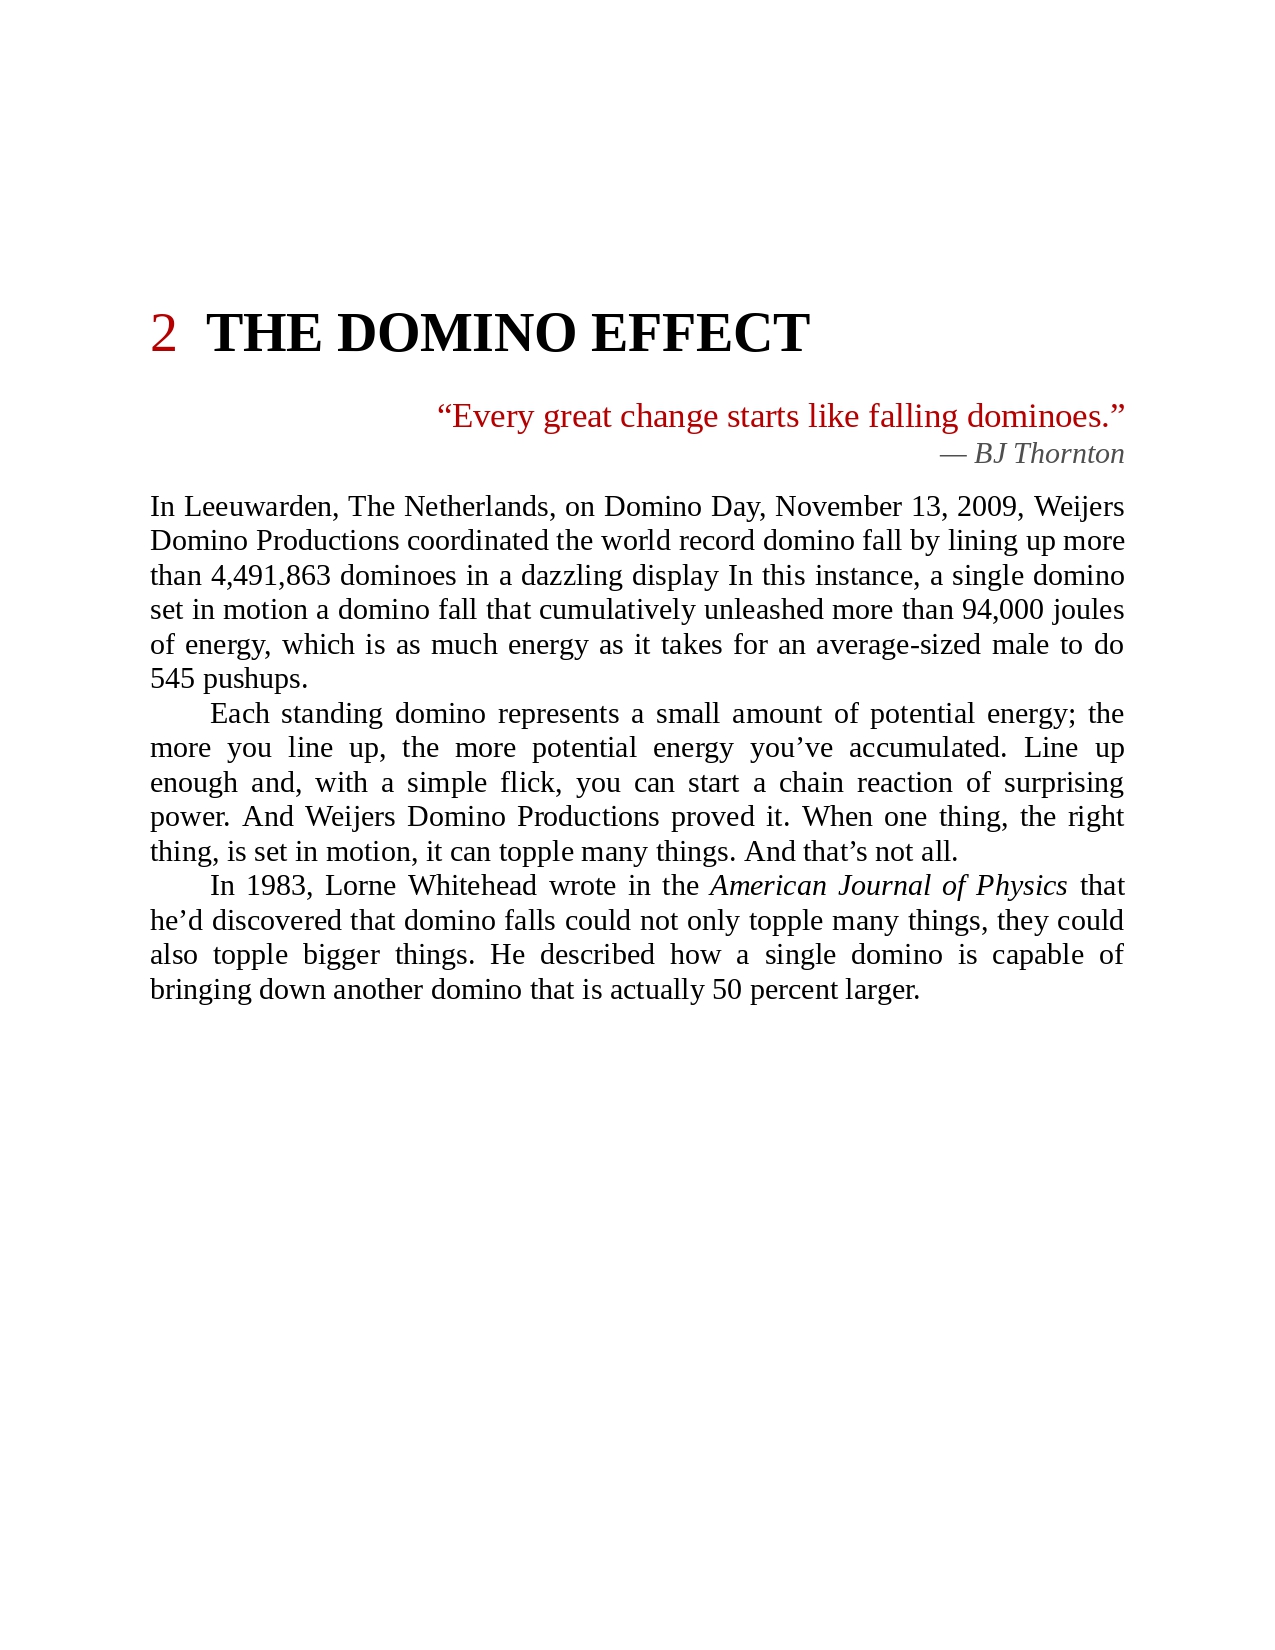 2 THE DOMINO EFFECT
“Every great change starts like falling dominoes.”
— BJ Thornton
In Leeuwarden, The Netherlands, on Domino Day, November 13, 2009, Weijers
Domino Productions coordinated the world record domino fall by lining up more
than 4,491,863 dominoes in a dazzling display In this instance, a single domino
set in motion a domino fall that cumulatively unleashed more than 94,000 joules
of energy, which is as much energy as it takes for an average-sized male to do
545 pushups.
Each standing domino represents a small amount of potential energy; the
more you line up, the more potential energy you’ve accumulated. Line up
enough and, with a simple flick, you can start a chain reaction of surprising
power. And Weijers Domino Productions proved it. When one thing, the right
thing, is set in motion, it can topple many things. And that’s not all.
In 1983, Lorne Whitehead wrote in the American Journal of Physics that
he’d discovered that domino falls could not only topple many things, they could
also topple bigger things. He described how a single domino is capable of
bringing down another domino that is actually 50 percent larger.